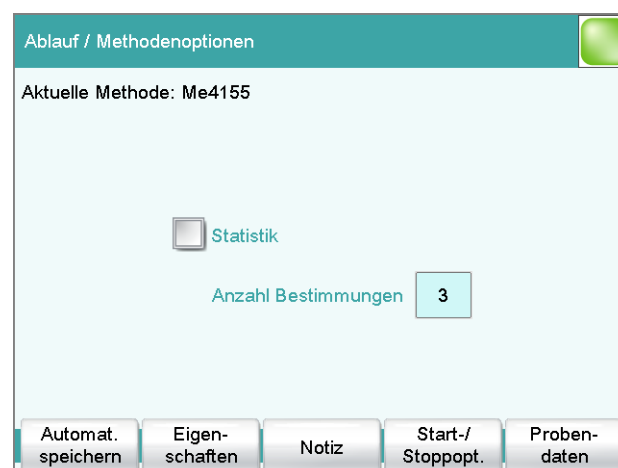 Ablauf / Methodenoptionen
Aktuelle Methode: Me4155
Statistik
Anzahl Bestimmungen 3
Automat.
speichern
Eigen-
schaften
Notiz
Start-/
Stoppopt.
Proben-
daten